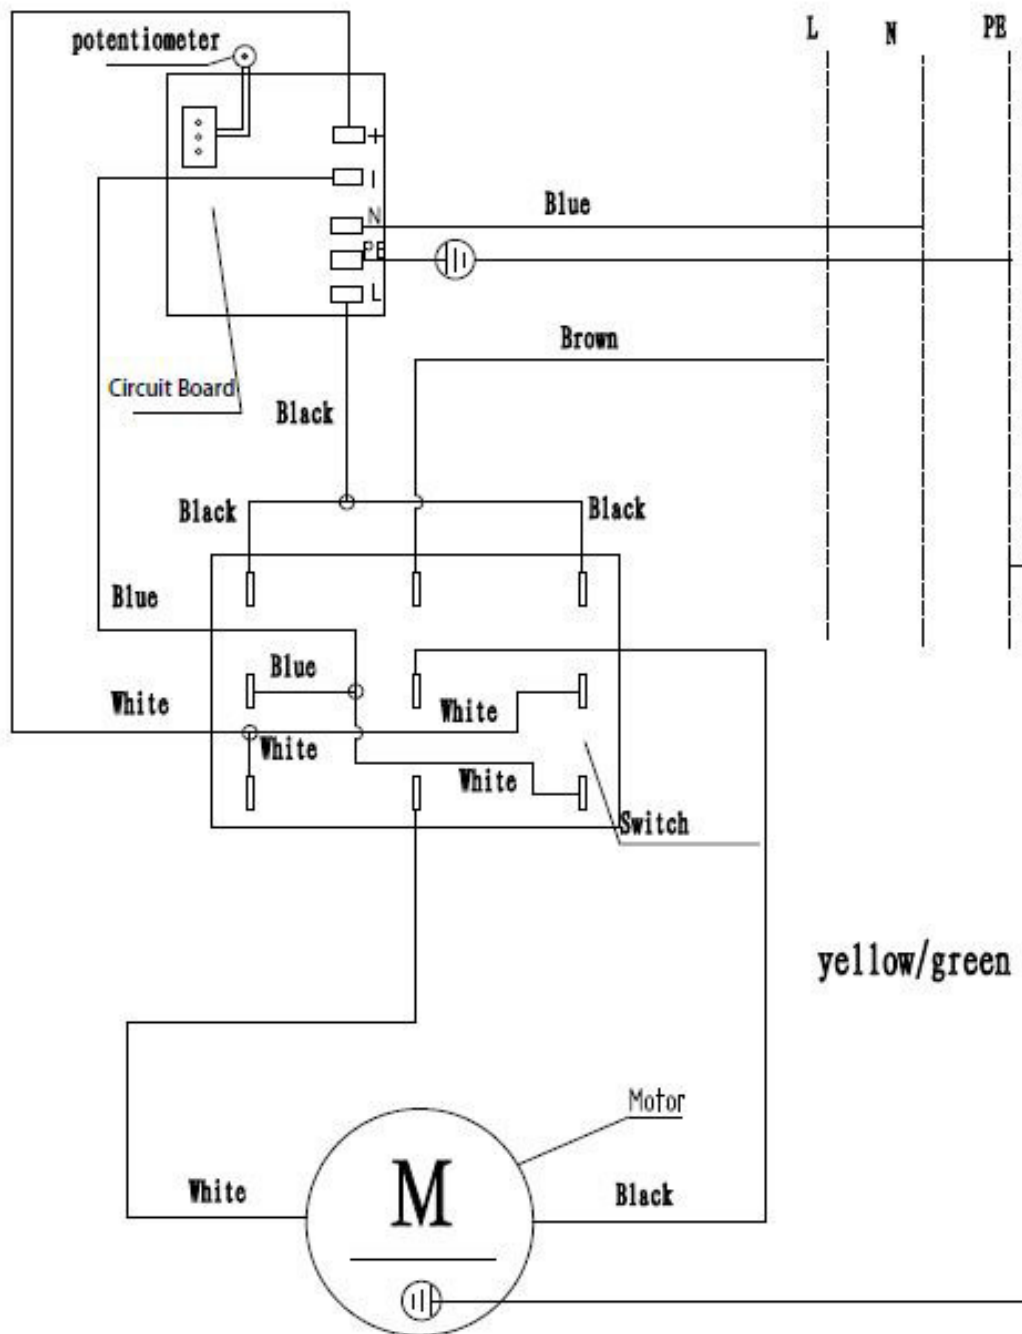 L N PE
potentiometer
+
I
N
Blue
PE
L
Brown
Circuit Board
Black
Black
Black
Blue
Blue
White
White
White
White
Switch
yellow/green
Motor
M
White
Black